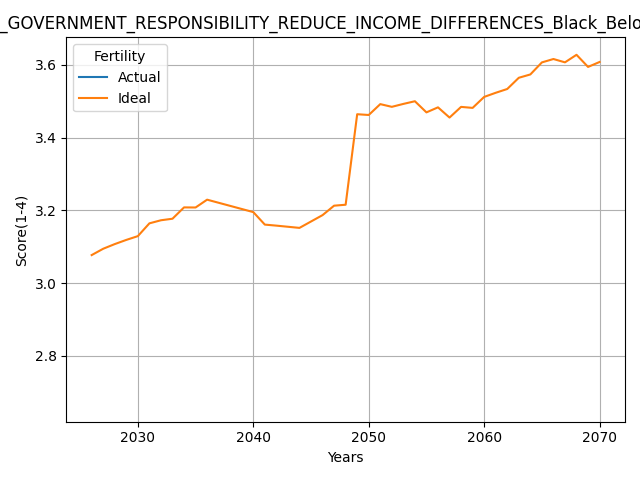 _GOVERNMENT_RESPONSIBILITY_REDUCE_INCOME_DIFFERENCES_Black_Belo
Fertility
Actual
Ideal
3.6
3.4
3.2
3.0
2.8
Score(1-4)
2030 2040 2050 2060 2070
Years